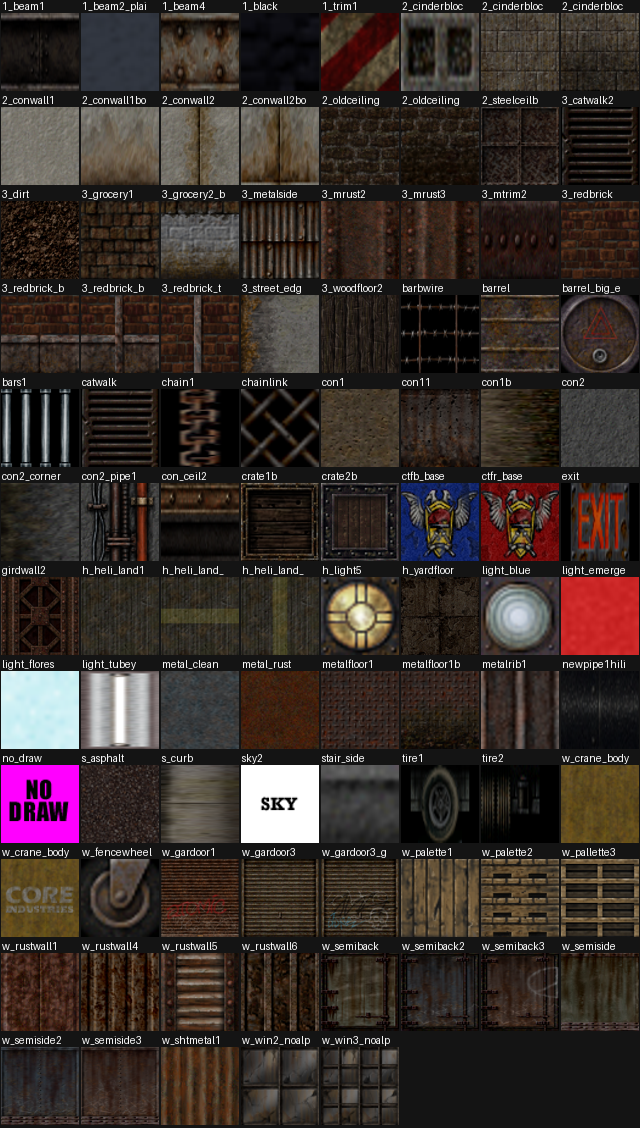 1_beam1 1_beam2_plai 1_beam4 1_black 1_trim1 2_cinderbloc 2_cinderbloc 2_cinderbloc
2_conwall1 2_conwall1bo 2_conwall2 2_conwall2bo 2_oldceiling 2_oldceiling 2_steelceilb 3_catwalk2
3_dirt 3_grocery1 3_grocery2_b 3_metalside 3_mrust2 3_mrust3 3_mtrim2 3_redbrick
3_redbrick_b 3_redbrick_b 3_redbrick_t 3_street_edg 3_woodfloor2 barbwire barrel barrel_big_e
bars1 catwalk chain1 chainlink con1 con11 con1b con2
con2_corner con2_pipe1 con_ceil2 crate1b crate2b ctfb_base ctfr_base exit
EXIT
girdwall2 h_heli_land1 h_heli_land_ h_heli_land_ h_light5 h_yardfloor light_blue light_emerge
light_flores light_tubey metal_clean metal_rust metalfloor1 metalfloor1b metalrib1 newpipe1hili
no_draw s_asphalt s_curb sky2 stair_side tire1 tire2 w_crane_body
NO
DRAW
SKY
w_crane_body w_fencewheel w_gardoor1 w_gardoor3 w_gardoor3_g w_palette1 w_palette2 w_pallette3
CORE
INDUSTRIES
w_rustwall1 w_rustwall4 w_rustwall5 w_rustwall6 w_semiback w_semiback2 w_semiback3 w_semiside
w_semiside2 w_semiside3 w_shtmetal1 w_win2_noalp w_win3_noalp